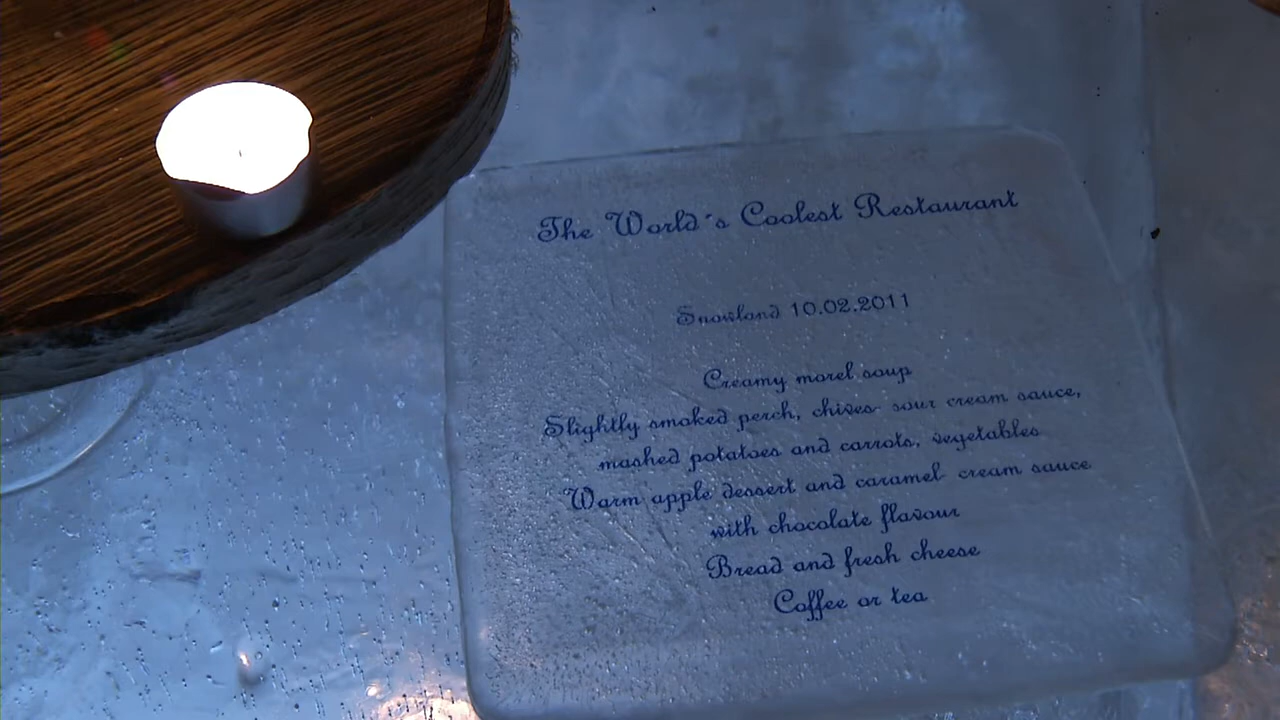 The World´s Coolest Restaurant
Snowland 10.02.2011
Creamy morel soup
Slightly smoked perch, chives- sour cream sauce,
mashed potatoes and carrots, vegetables
Warm apple dessert and caramel- cream sauce
with chocolate flavour
Bread and fresh cheese
Coffee or tea